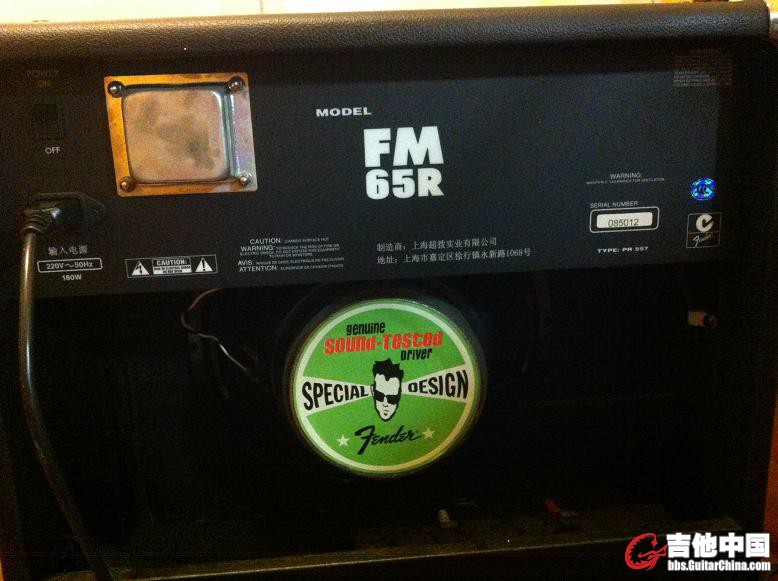 POWER
ON
OFF
MODEL
FM
65R
WARNING:
SERIAL NUMBER
085012
TYPE: PR 557
Fender
输入电源
220V～50Hz
180W
CAUTION:
CAUTION:
WARNING:
AVIS:
ATTENTION:
制造商：上海超拨实业有限公司
地址：上海市嘉定区徐行镇永新路1068号
genuine
SOUND-TESTED
DRIVER
SPECIAL DESIGN
Fender
吉他中国
bbs.GuitarChina.com